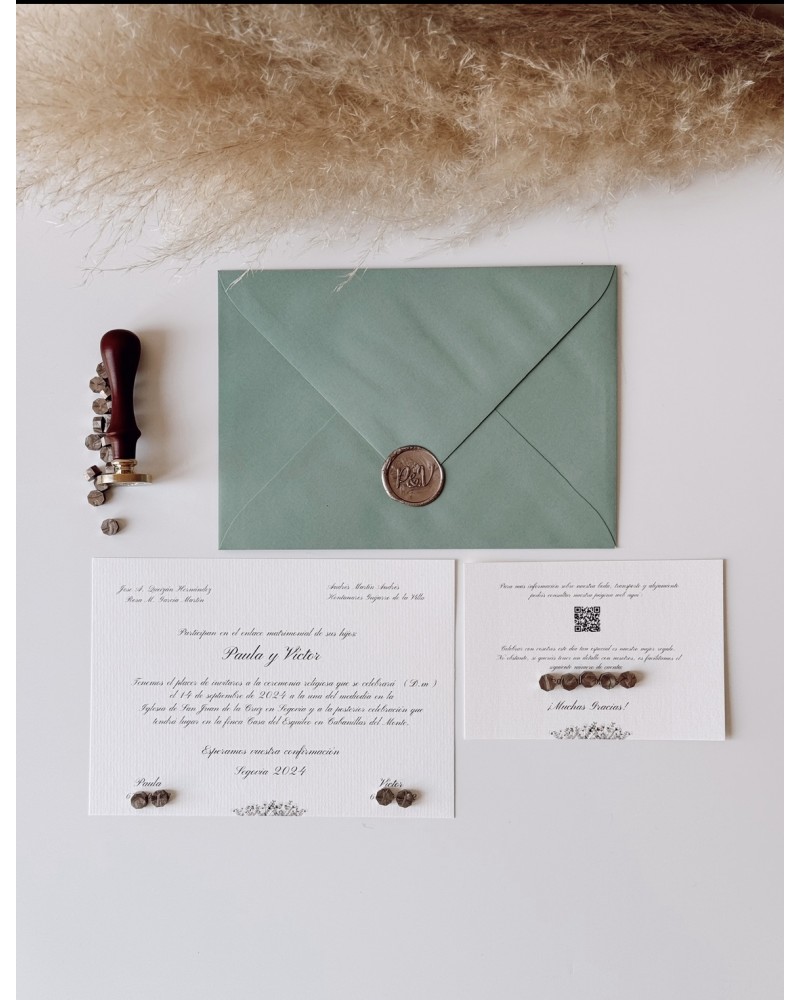 P&V
Jose A. Quezán Hernández
Rosa M. García Martín
Andrés Martín Andrés
Hontanares Guijarro de la Villa
Participan en el enlace matrimonial de sus hijos:
Paula y Víctor
Tenemos el placer de invitaros a la ceremonia religiosa que se celebrará (D.m.)
el 14 de septiembre de 2024 a la una del mediodía en la
Iglesia de San Juan de la Cruz en Segovia y a la posterior celebración que
tendrá lugar en la finca Casa del Esquileo en Cabanillas del Monte.
Esperamos vuestra confirmación
Segovia 2024
Paula
Víctor
Para más información sobre nuestra boda, transporte y alojamiento
podéis consultar nuestra página web aquí:
Celebrar con vosotros este día tan especial es nuestro mejor regalo.
No obstante, si queréis tener un detalle con nosotros, os facilitamos el
siguiente número de cuenta:
¡Muchas Gracias!